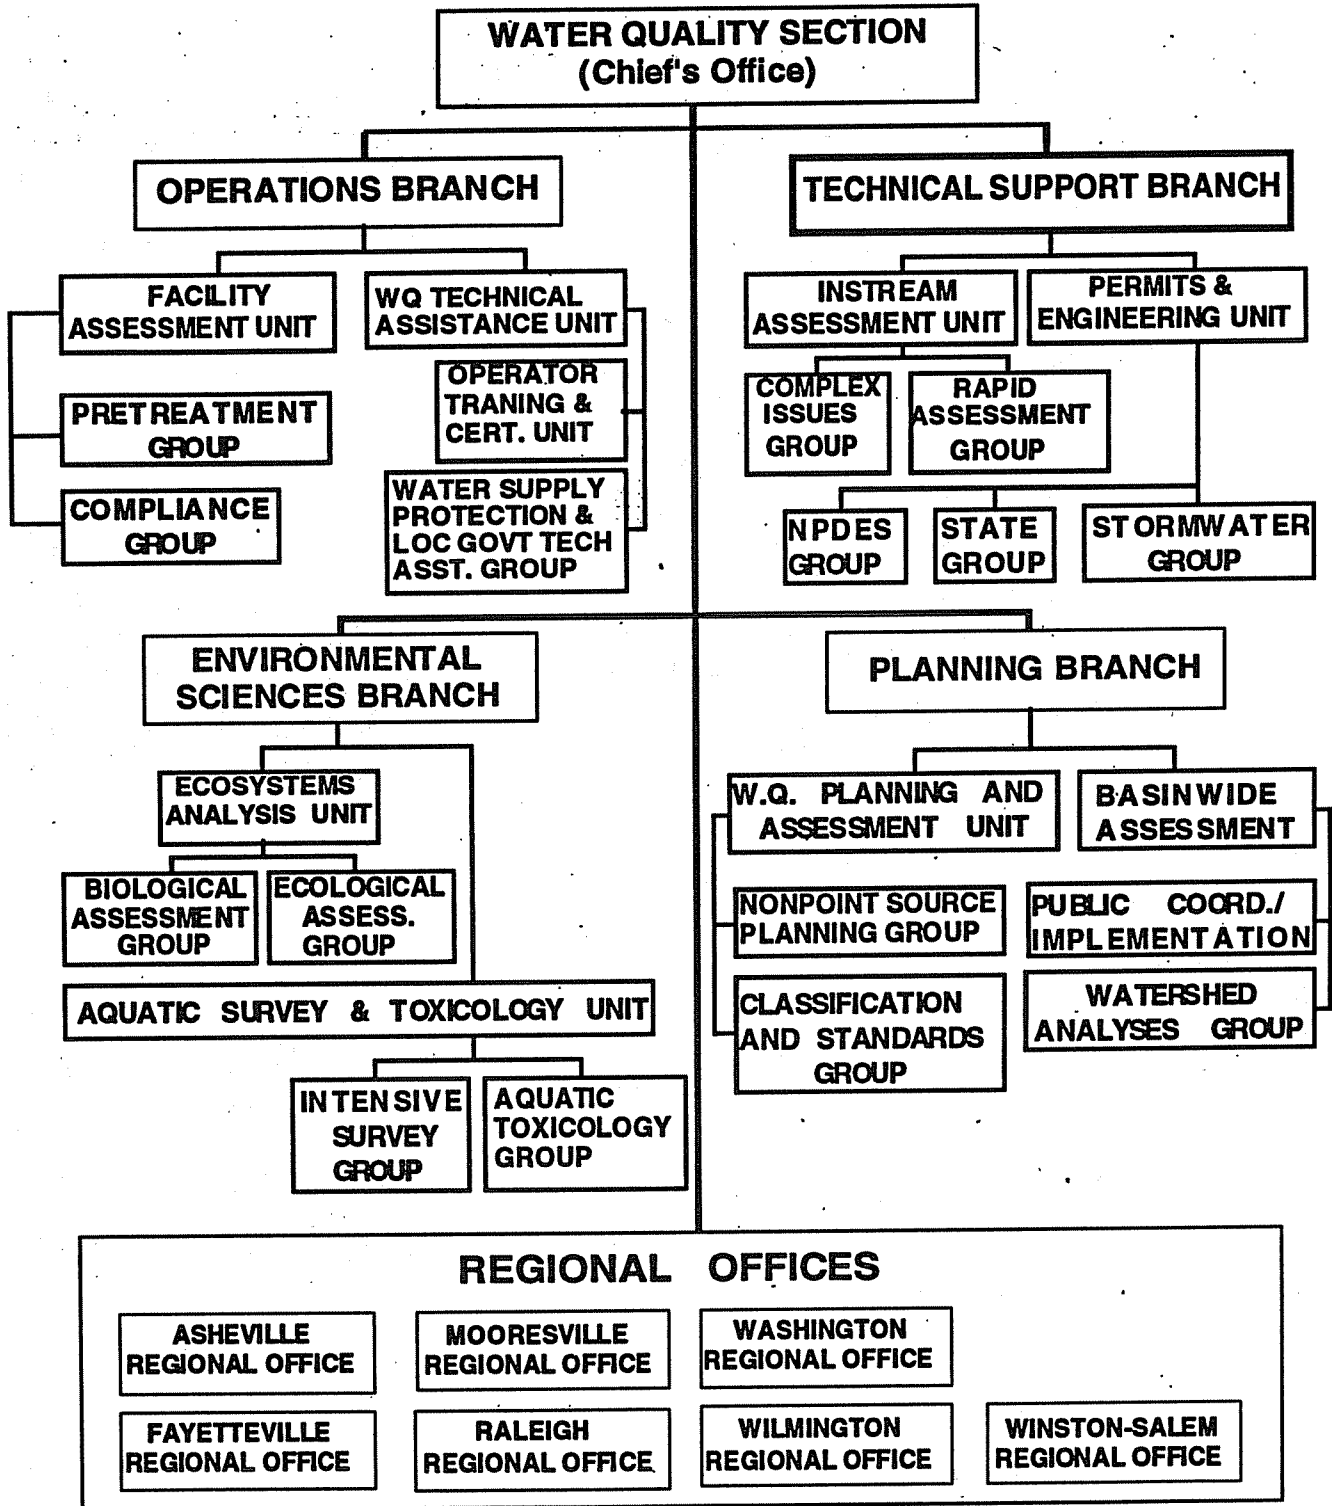 WATER QUALITY SECTION
(Chief's Office)
OPERATIONS BRANCH
TECHNICAL SUPPORT BRANCH
FACILITY
ASSESSMENT UNIT
WQ TECHNICAL
ASSISTANCE UNIT
INSTREAM
ASSESSMENT UNIT
PERMITS &
ENGINEERING UNIT
PRETREATMENT
GROUP
OPERATOR
TRANING &
CERT. UNIT
COMPLEX
ISSUES
GROUP
RAPID
ASSESSMENT
GROUP
COMPLIANCE
GROUP
WATER SUPPLY
PROTECTION &
LOC GOVT TECH
ASST. GROUP
NPDES
GROUP
STATE
GROUP
STORMWATER
GROUP
ENVIRONMENTAL
SCIENCES BRANCH
PLANNING BRANCH
ECOSYSTEMS
ANALYSIS UNIT
W.Q. PLANNING AND
ASSESSMENT UNIT
BASINWIDE
ASSESSMENT
BIOLOGICAL
ASSESSMENT
GROUP
ECOLOGICAL
ASSESS.
GROUP
NONPOINT SOURCE
PLANNING GROUP
PUBLIC COORD./
IMPLEMENTATION
AQUATIC SURVEY & TOXICOLOGY UNIT
CLASSIFICATION
AND STANDARDS
GROUP
WATERSHED
ANALYSES GROUP
INTENSIVE
SURVEY
GROUP
AQUATIC
TOXICOLOGY
GROUP
REGIONAL OFFICES
ASHEVILLE
REGIONAL OFFICE
MOORESVILLE
REGIONAL OFFICE
WASHINGTON
REGIONAL OFFICE
FAYETTEVILLE
REGIONAL OFFICE
RALEIGH
REGIONAL OFFICE
WILMINGTON
REGIONAL OFFICE
WINSTON-SALEM
REGIONAL OFFICE